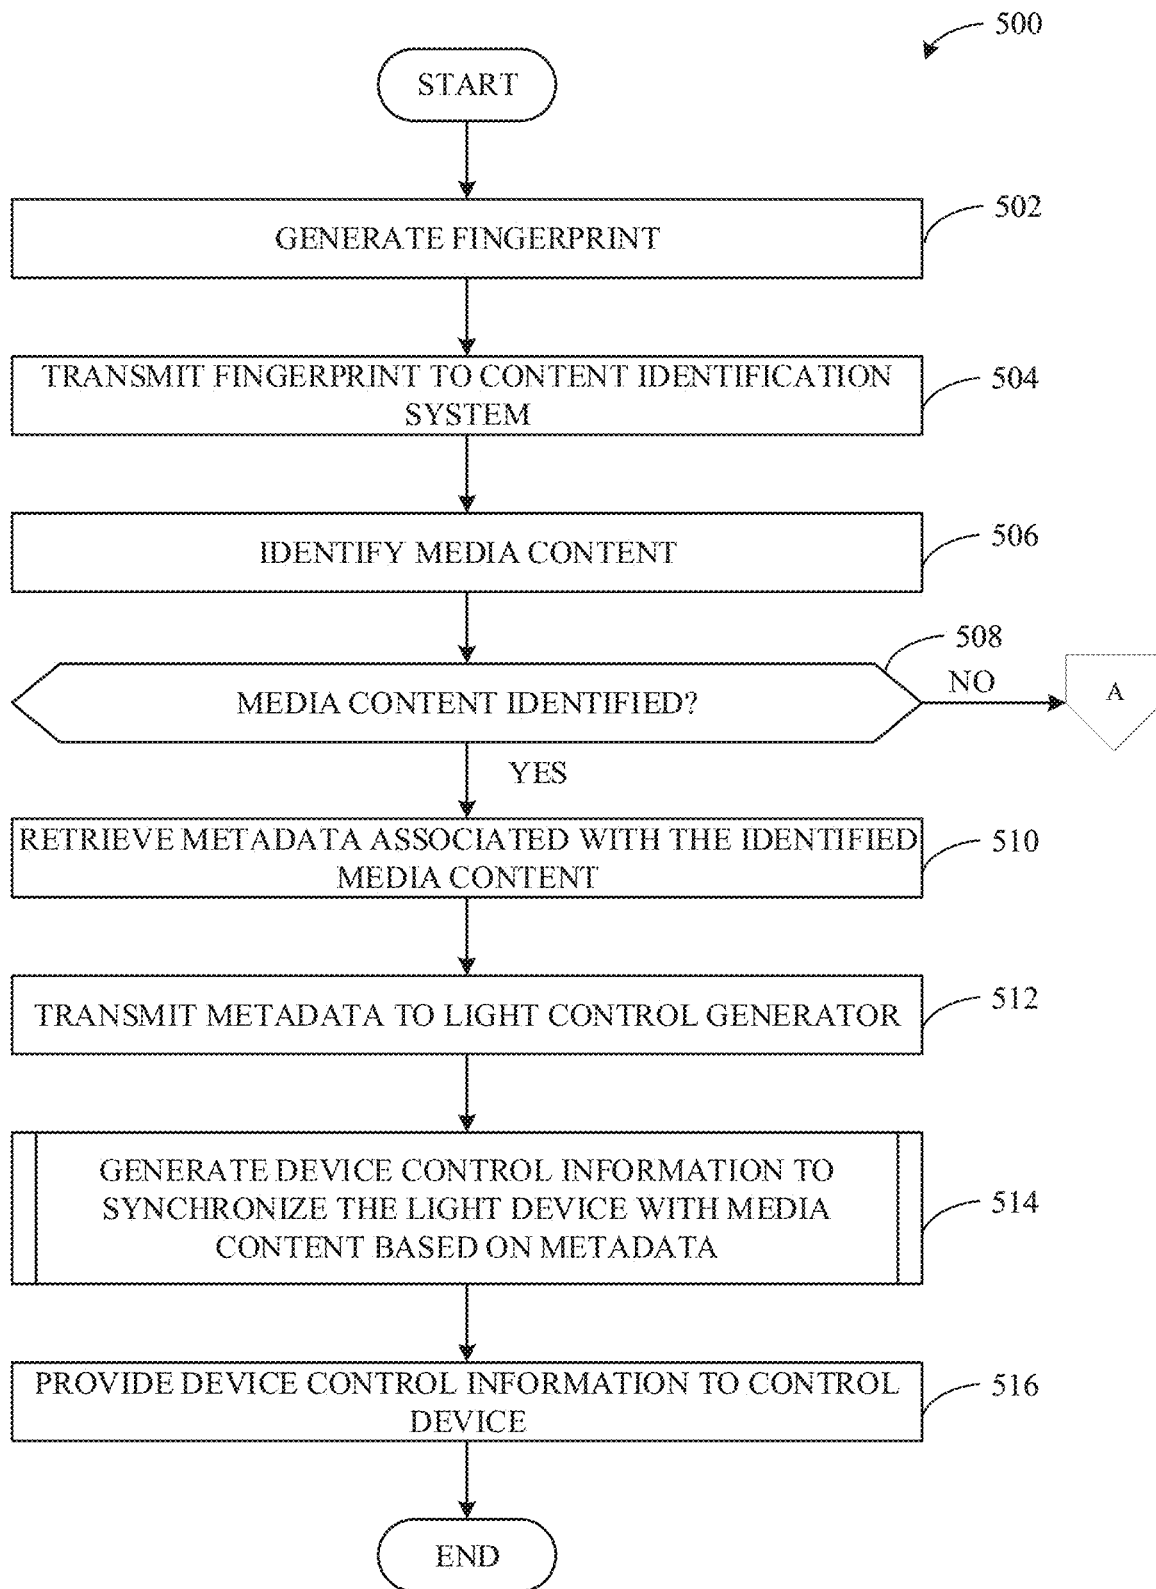 500
START
502
GENERATE FINGERPRINT
TRANSMIT FINGERPRINT TO CONTENT IDENTIFICATION
SYSTEM
504
IDENTIFY MEDIA CONTENT
506
508
MEDIA CONTENT IDENTIFIED?
NO
A
YES
RETRIEVE METADATA ASSOCIATED WITH THE IDENTIFIED
MEDIA CONTENT
510
TRANSMIT METADATA TO LIGHT CONTROL GENERATOR
512
GENERATE DEVICE CONTROL INFORMATION TO
SYNCHRONIZE THE LIGHT DEVICE WITH MEDIA
CONTENT BASED ON METADATA
514
PROVIDE DEVICE CONTROL INFORMATION TO CONTROL
DEVICE
516
END